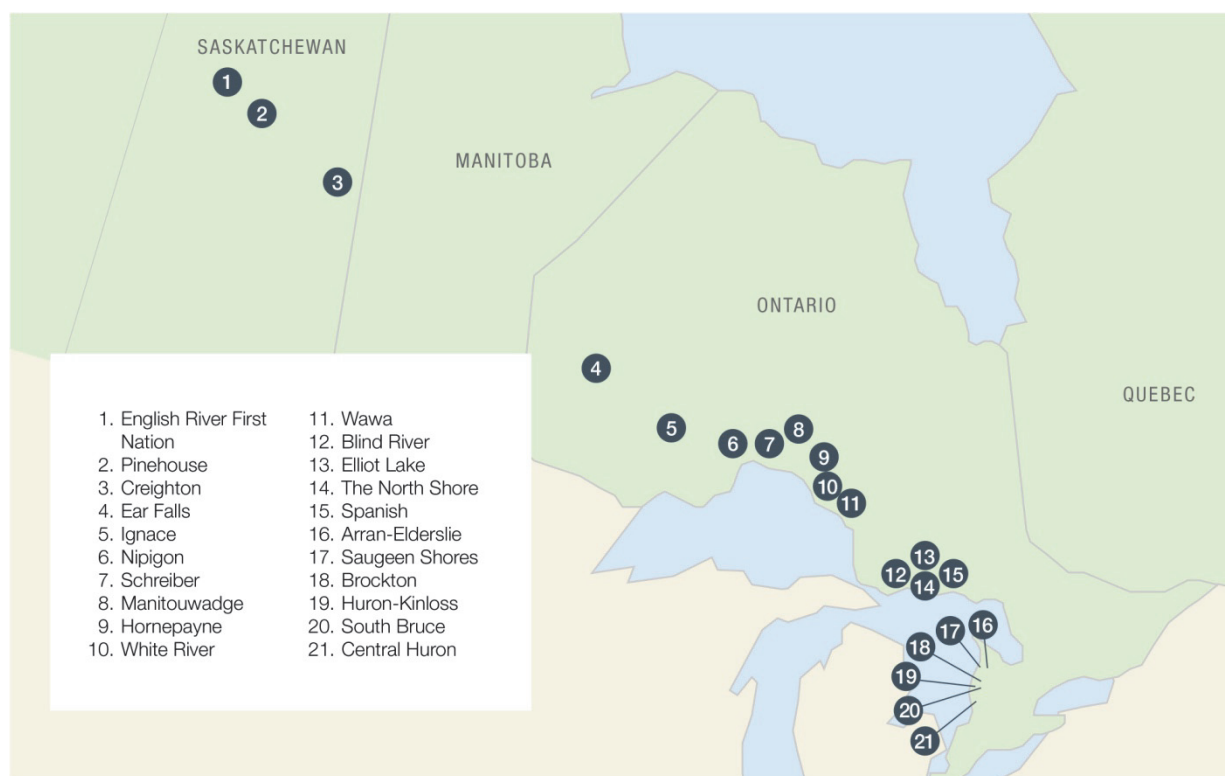 SASKATCHEWAN
1
2
3
MANITOBA
ONTARIO
QUEBEC
4
5
6
7
8
9
10
11
12
13
14
15
16
17
18
19
20
21
1. English River First
Nation
2. Pinehouse
3. Creighton
4. Ear Falls
5. Ignace
6. Nipigon
7. Schreiber
8. Manitouwadge
9. Hornepayne
10. White River
11. Wawa
12. Blind River
13. Elliot Lake
14. The North Shore
15. Spanish
16. Arran-Elderslie
17. Saugeen Shores
18. Brockton
19. Huron-Kinloss
20. South Bruce
21. Central Huron